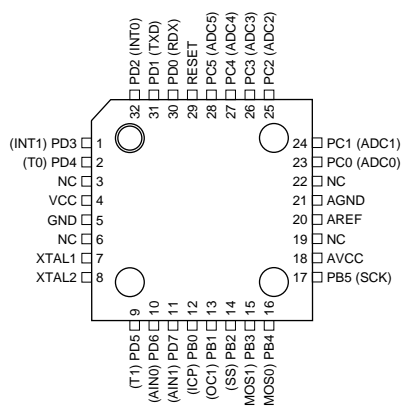 PD2 (INT0)
PD1 (TXD)
PD0 (RDX)
RESET
PC5 (ADC5)
PC4 (ADC4)
PC3 (ADC3)
PC2 (ADC2)
32
31
30
29
28
27
26
25
(INT1) PD3 1
(T0) PD4 2
NC 3
VCC 4
GND 5
NC 6
XTAL1 7
XTAL2 8
24 PC1 (ADC1)
23 PC0 (ADC0)
22 NC
21 AGND
20 AREF
19 NC
18 AVCC
17 PB5 (SCK)
9
10
11
12
13
14
15
16
(T1) PD5
(AIN0) PD6
(AIN1) PD7
(ICP) PB0
(OC1) PB1
(SS) PB2
MOS1) PB3
MOS0) PB4